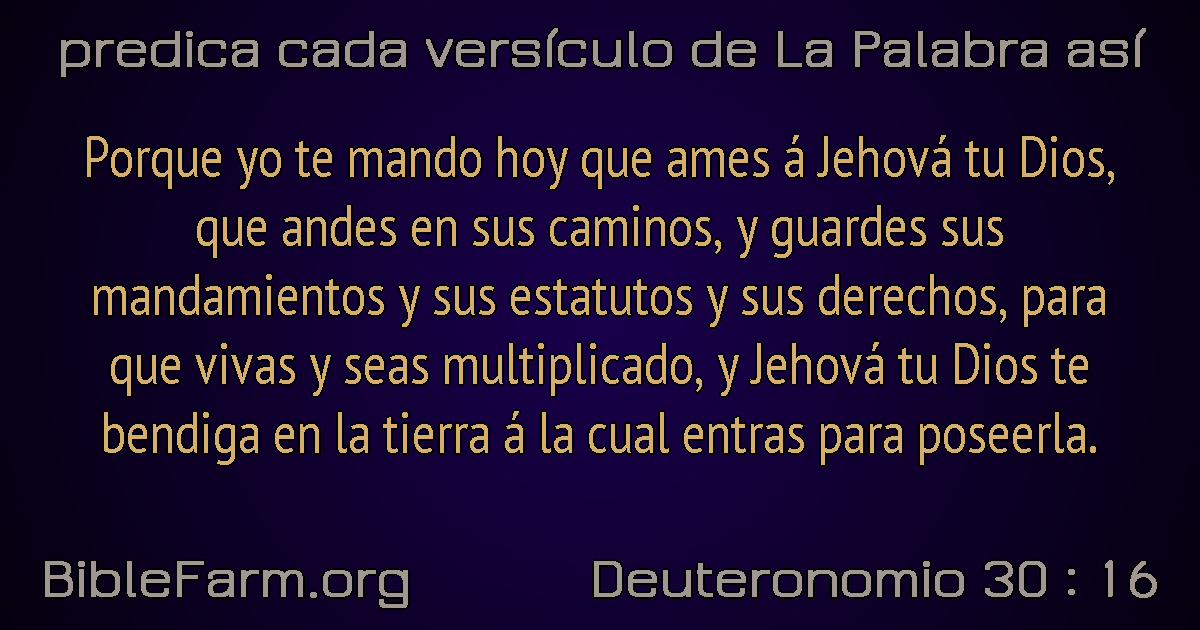 predica cada versículo de La Palabra así
Porque yo te mando hoy que ames á Jehová tu Dios,
que andes en sus caminos, y guardes sus
mandamientos y sus estatutos y sus derechos, para
que vivas y seas multiplicado, y Jehová tu Dios te
bendiga en la tierra á la cual entras para poseerla.
BibleFarm.org
Deuteronomio 30 : 16